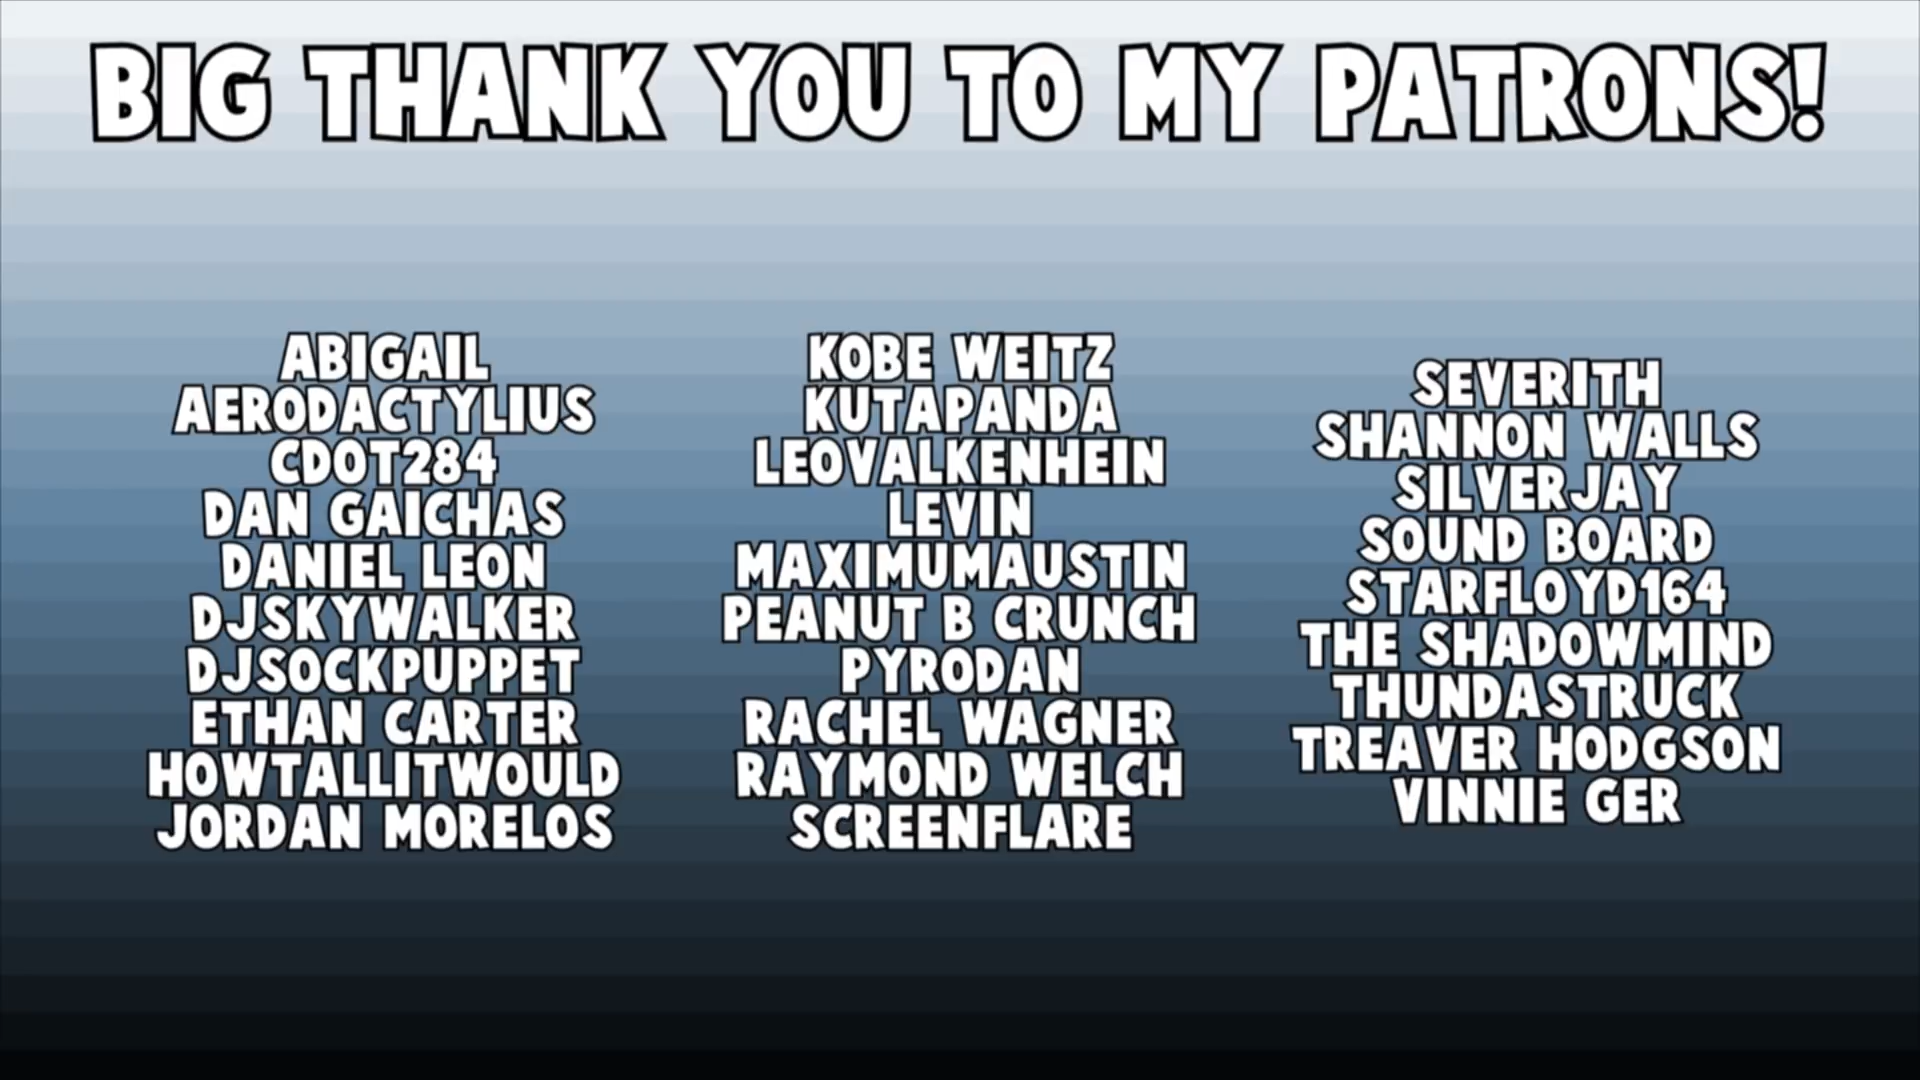 BIG THANK YOU TO MY PATRONS!
ABIGAIL
AERODACTYLIUS
CDOT284
DAN GAICHAS
DANIEL LEON
DJSKYWALKER
DJSOCKPUPPET
ETHAN CARTER
HOWTALLITWOULD
JORDAN MORELOS
KOBE WEITZ
KUTAPANDA
LEOVALKENHEIN
LEVIN
MAXIMUMAUSTIN
PEANUT B CRUNCH
PYRODAN
RACHEL WAGNER
RAYMOND WELCH
SCREENFLARE
SEVERITH
SHANNON WALLS
SILVERJAY
SOUND BOARD
STARFLOYD164
THE SHADOWMIND
THUNDASTRUCK
TREAVER HODGSON
VINNIE GER